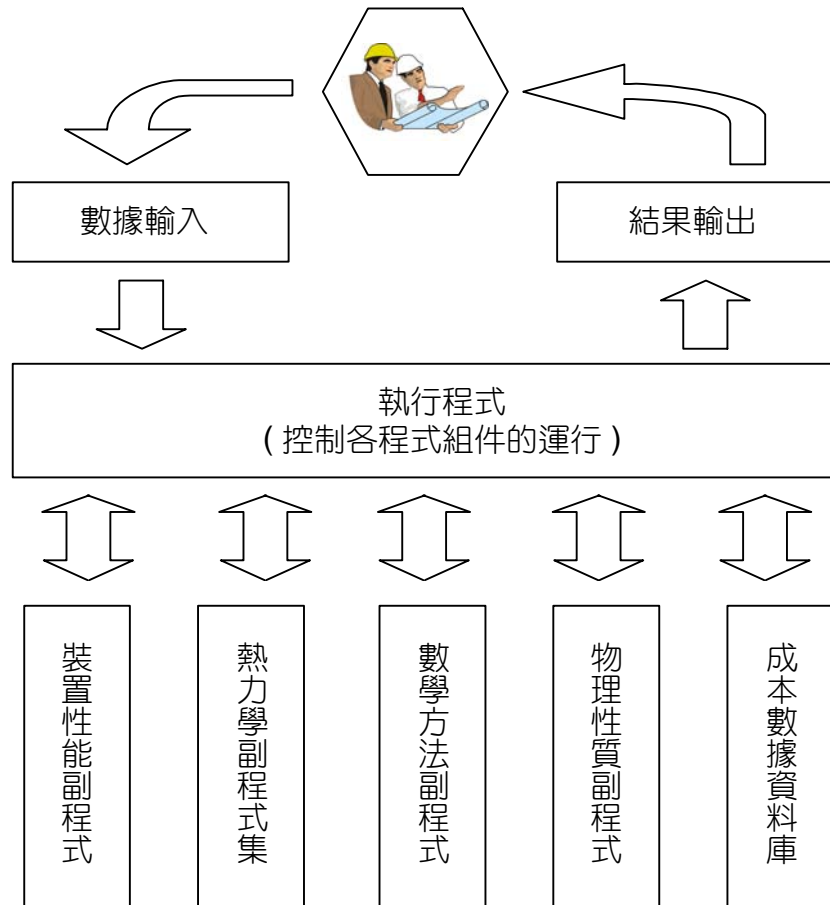 數據輸入
結果輸出
執行程式
(控制各程式組件的運行)
裝置性能副程式
熱力學副程式集
數學方法副程式
物理性質副程式
成本數據資料庫